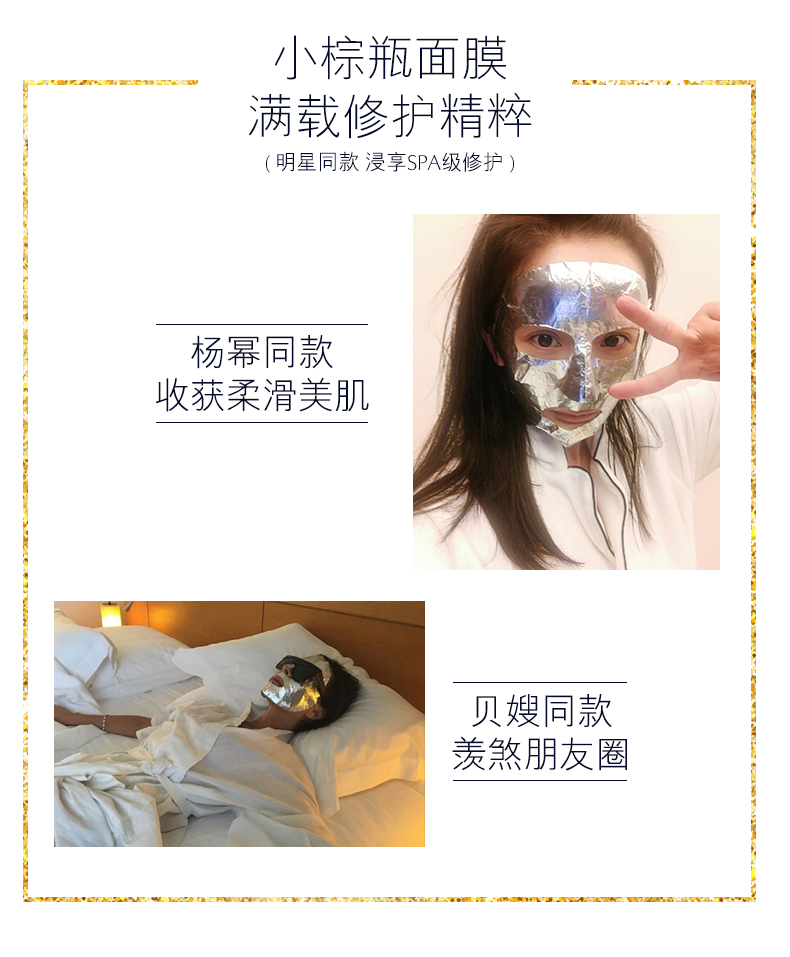 小棕瓶面膜
满载修护精粹
( 明星同款 浸享SPA级修护 )
杨幂同款
收获柔滑美肌
贝嫂同款
羡煞朋友圈